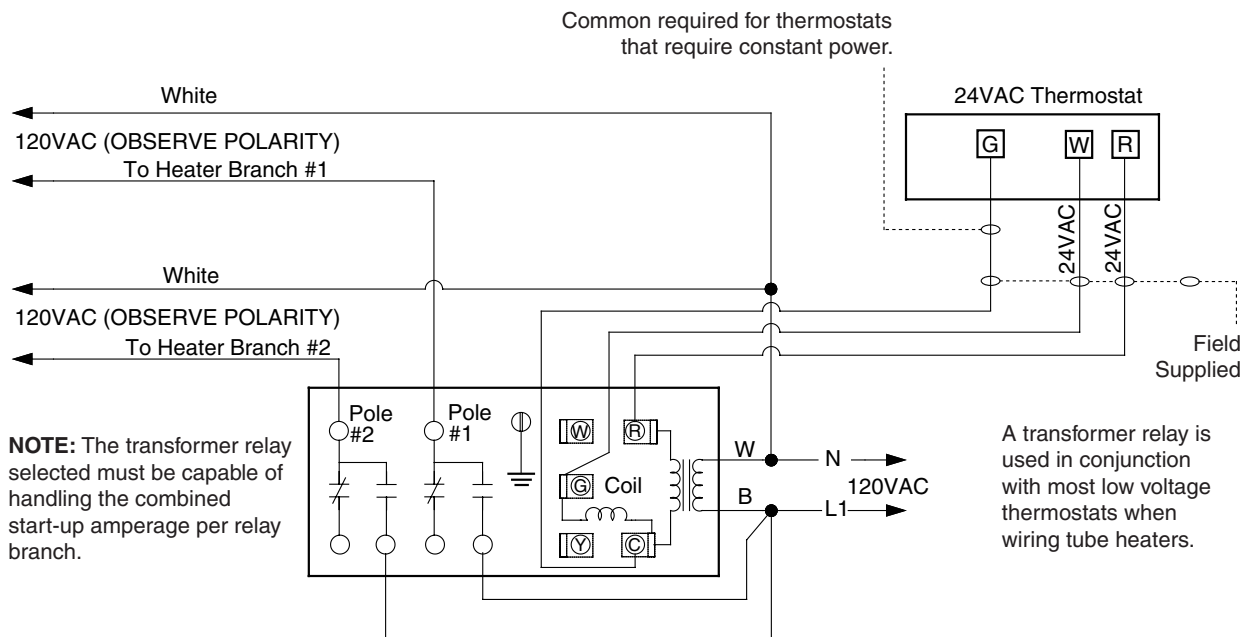 Common required for thermostats
that require constant power.
White
24VAC Thermostat
120VAC (OBSERVE POLARITY)
To Heater Branch #1
G
W
R
24VAC
24VAC
White
120VAC (OBSERVE POLARITY)
To Heater Branch #2
Field
Supplied
Pole
#2
Pole
#1
W
R
G
Coil
Y
C
W
N
120VAC
B
L1
NOTE: The transformer relay
selected must be capable of
handling the combined
start-up amperage per relay
branch.
A transformer relay is
used in conjunction
with most low voltage
thermostats when
wiring tube heaters.